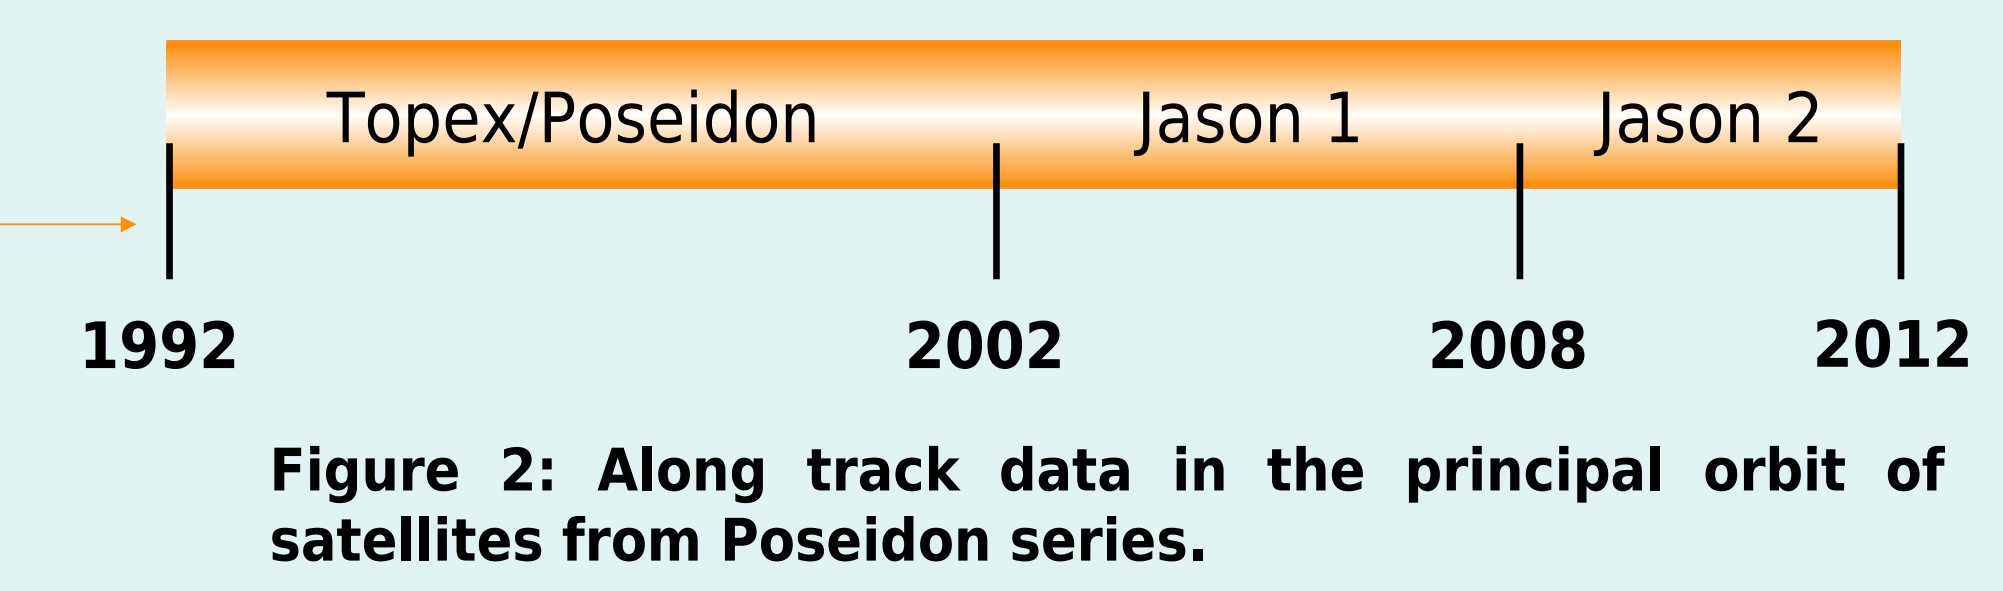 Topex/Poseidon Jason 1 Jason 2
1992 2002 2008 2012
Figure 2: Along track data in the principal orbit of
satellites from Poseidon series.